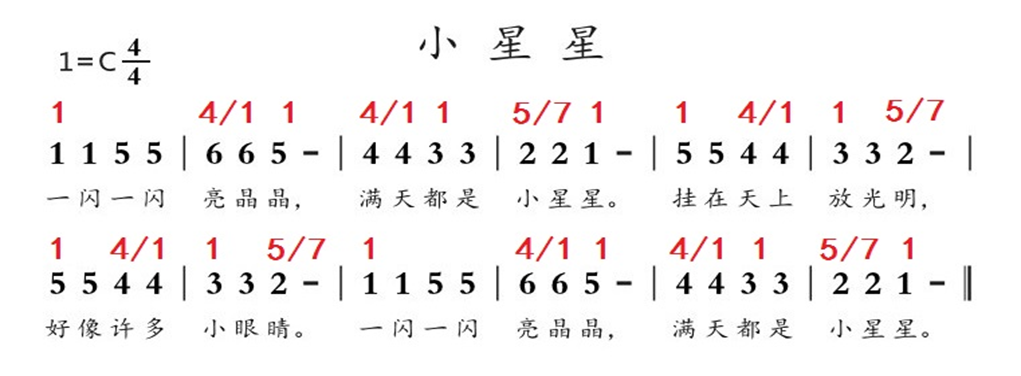 小 星 星
1=C 4/4
1 4/1 1 4/1 1 5/7 1 1 4/1 1 5/7
1 1 5 5 | 6 6 5 - | 4 4 3 3 | 2 2 1 - | 5 5 4 4 | 3 3 2 - |
一闪一闪 亮晶晶， 满天都是 小星星。 挂在天上 放光明，
1 4/1 1 5/7 1 4/1 1 4/1 1 5/7 1
5 5 4 4 | 3 3 2 - | 1 1 5 5 | 6 6 5 - | 4 4 3 3 | 2 2 1 - ‖
好像许多 小眼睛。 一闪一闪 亮晶晶， 满天都是 小星星。